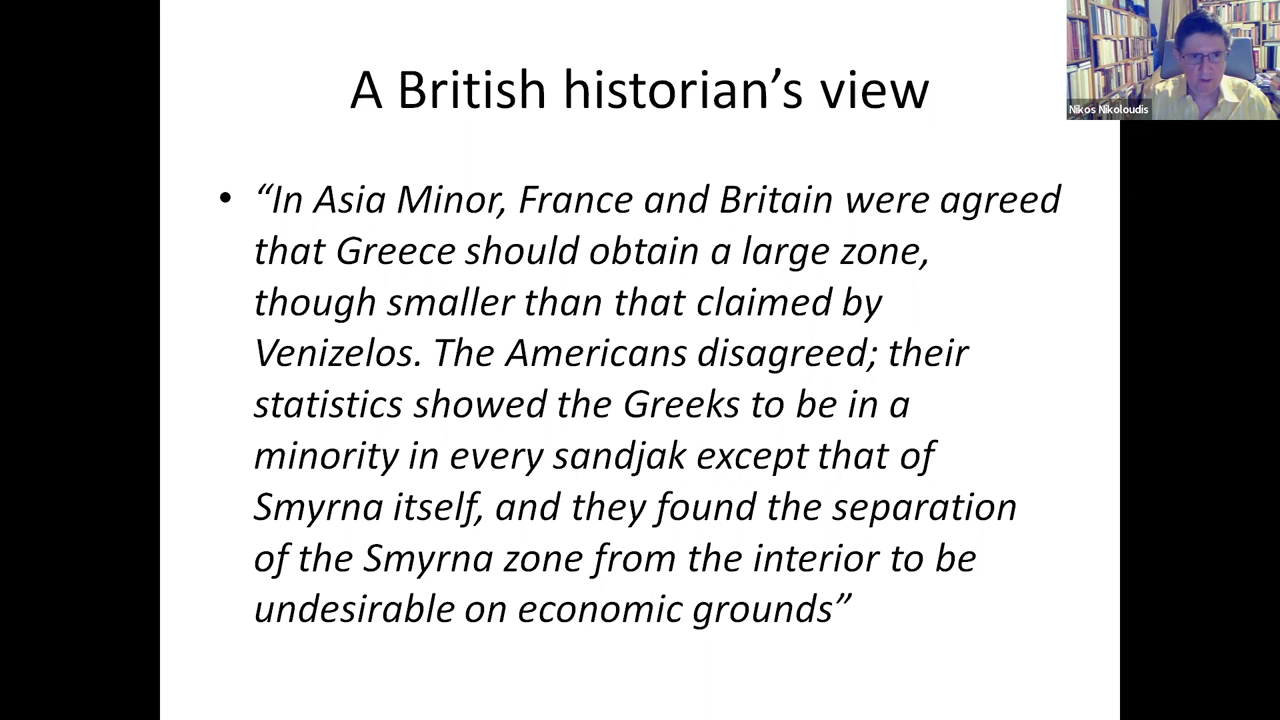 A British historian’s view
Nikos Nikoloudis
• “In Asia Minor, France and Britain were agreed
that Greece should obtain a large zone,
though smaller than that claimed by
Venizelos. The Americans disagreed; their
statistics showed the Greeks to be in a
minority in every sandjak except that of
Smyrna itself, and they found the separation
of the Smyrna zone from the interior to be
undesirable on economic grounds”